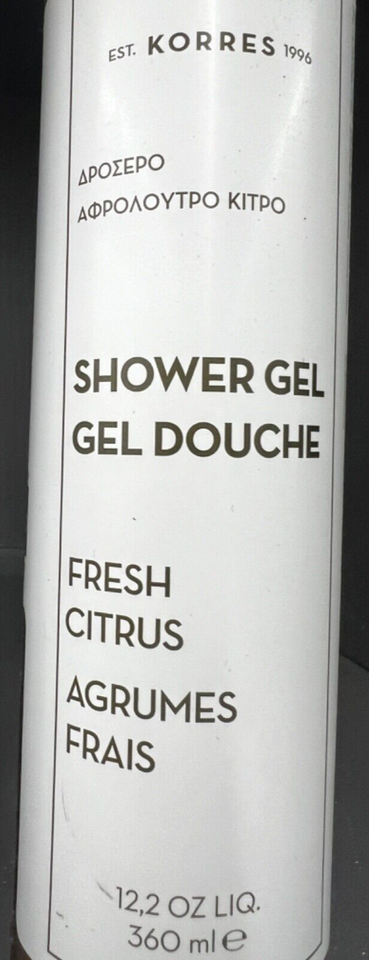 EST. KORRES 1996
ΔΡΟΣΕΡΟ
ΑΦΡΟΛΟΥΤΡΟ ΚΙΤΡΟ
SHOWER GEL
GEL DOUCHE
FRESH
CITRUS
AGRUMES
FRAIS
12,2 OZ LIQ.
360 ml ℮